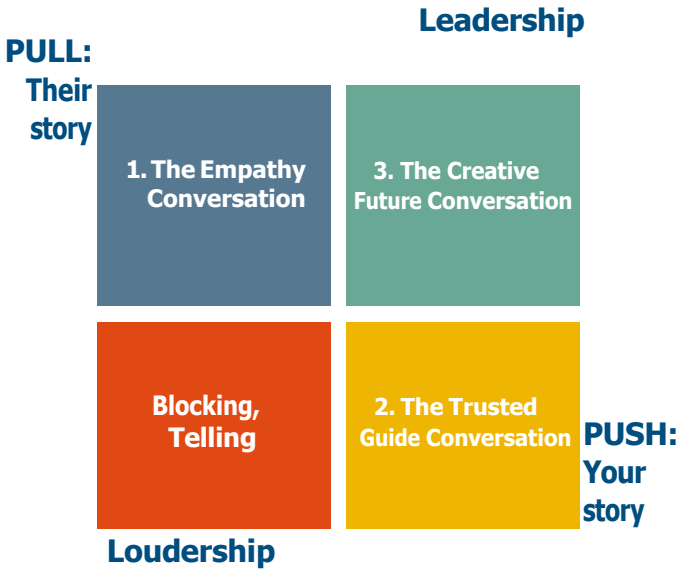 Leadership
PULL:
Their
story
1. The Empathy
Conversation
3. The Creative
Future Conversation
Blocking,
Telling
2. The Trusted
Guide Conversation
PUSH:
Your
story
Loudership